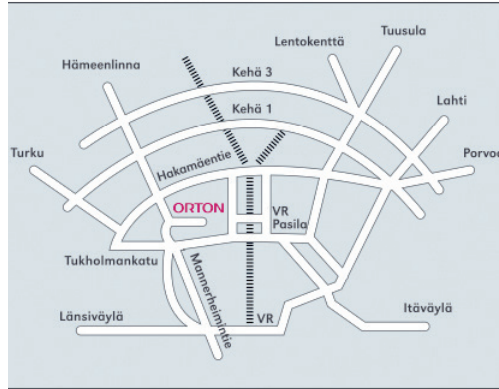 Tuusula
Lentokenttä
Hämeenlinna
Kehä 3
Kehä 1
Lahti
Turku
Hakamäentie
Porvoo
ORTON
VR
Pasila
Tukholmankatu
Mannerheimintie
Länsiväylä
VR
Itäväylä